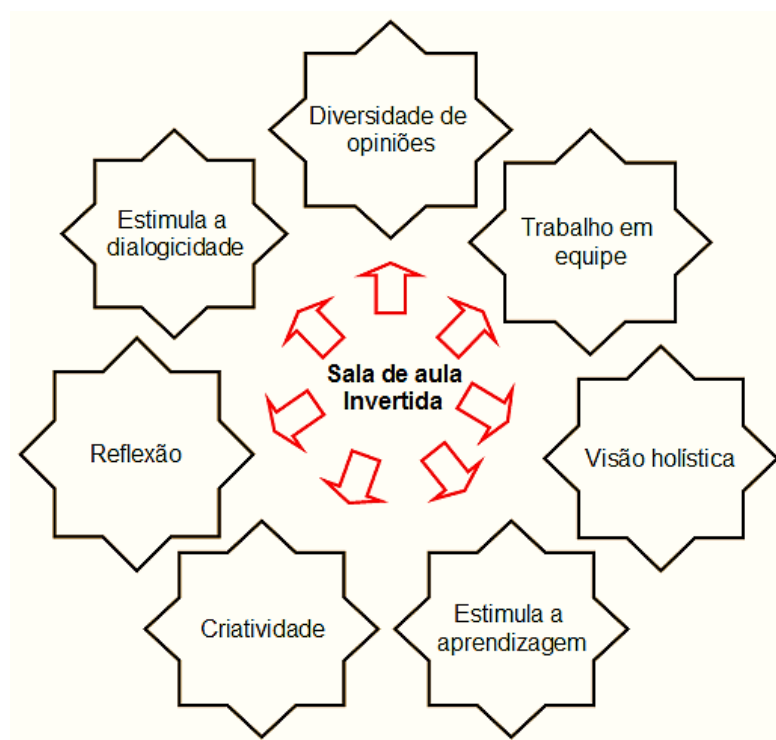 Diversidade de
opiniões
Estimula a
dialogicidade
Trabalho em
equipe
Sala de aula
Invertida
Reflexão
Visão holística
Criatividade
Estimula a
aprendizagem